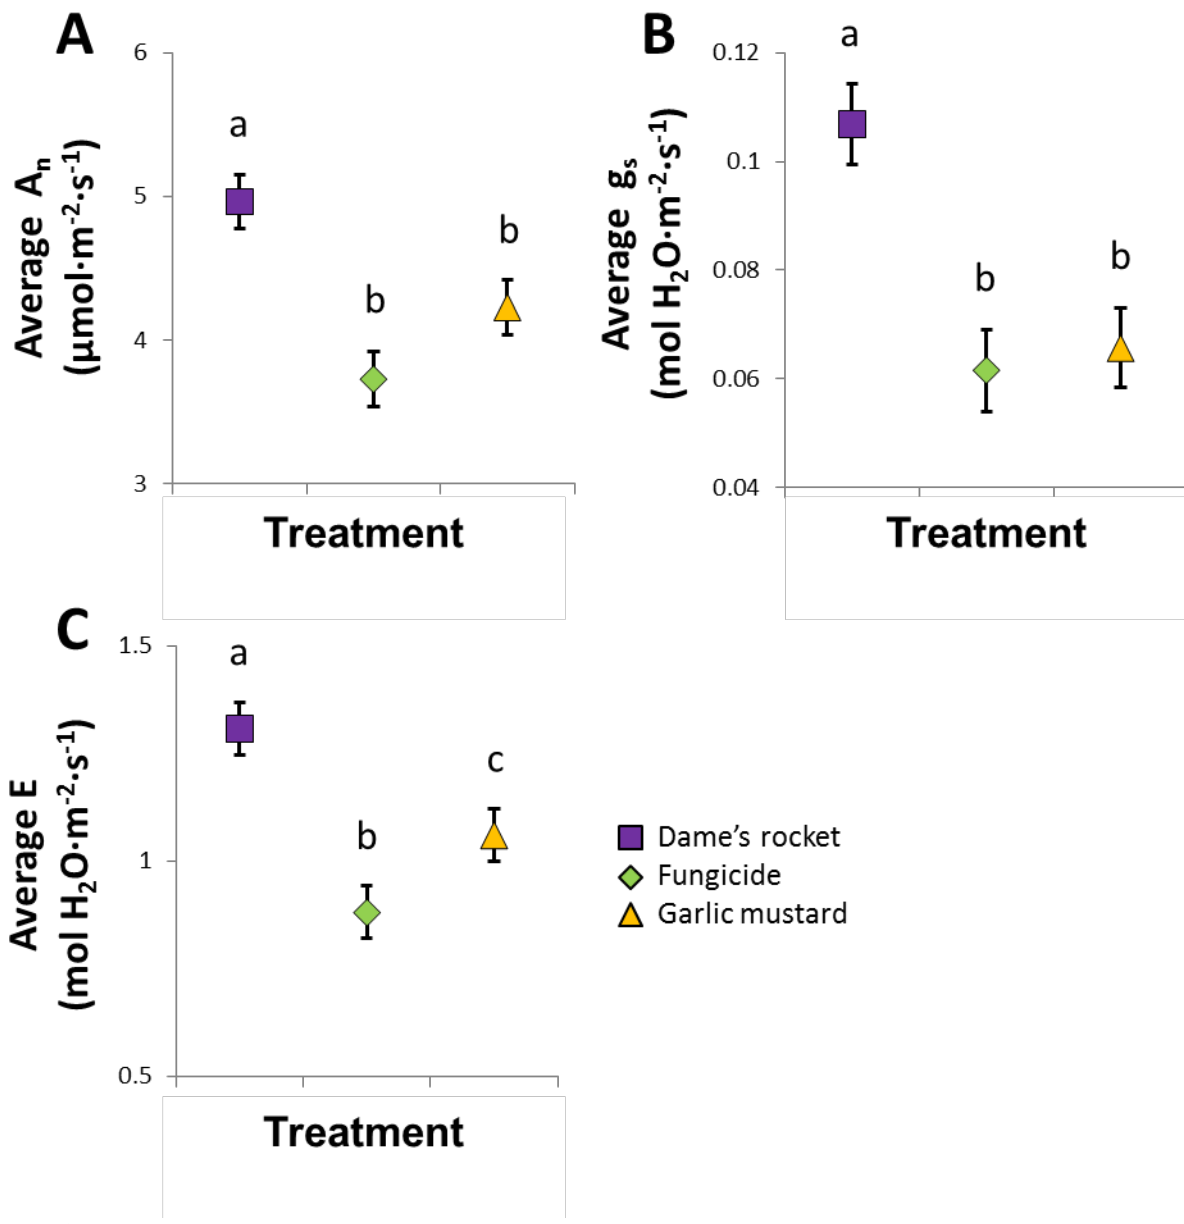 A
6
5
4
3
Average Aₙ
(µmol·m⁻²·s⁻¹)
a
b
b
Treatment
B
0.12
0.1
0.08
0.06
0.04
Average gₛ
(mol H₂O·m⁻²·s⁻¹)
a
b
b
Treatment
C
1.5
1
0.5
Average E
(mol H₂O·m⁻²·s⁻¹)
a
b
c
Treatment
Dame's rocket
Fungicide
Garlic mustard